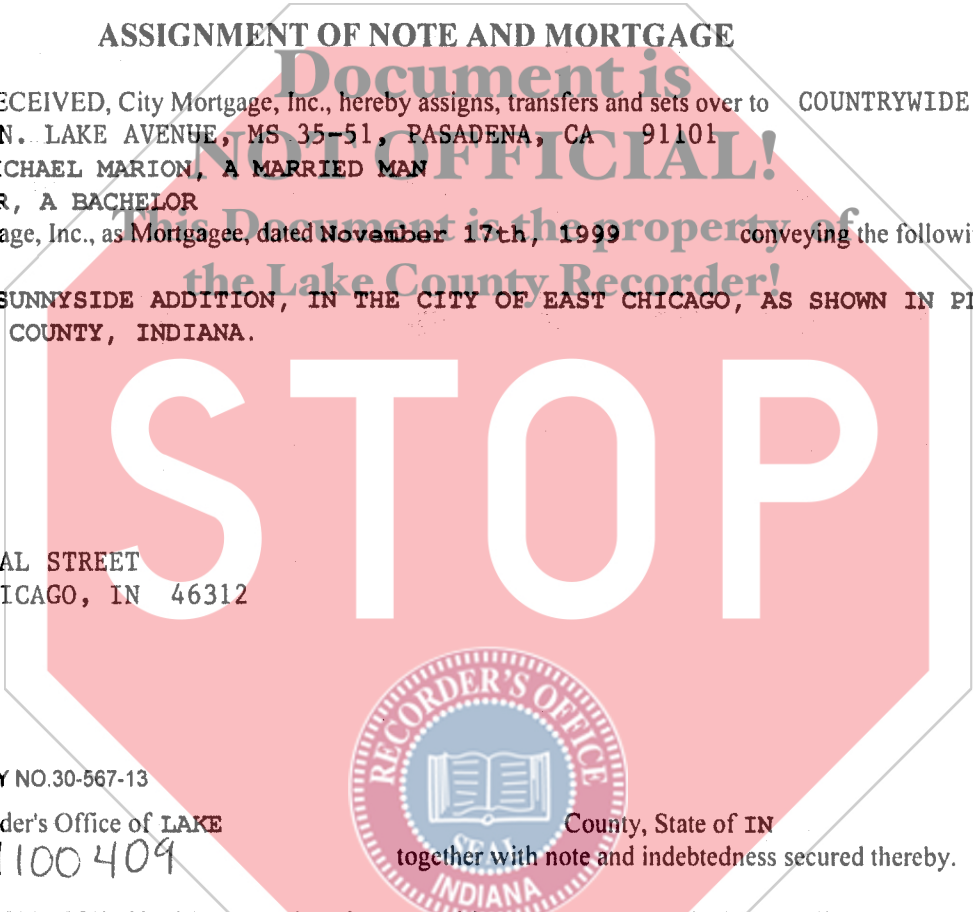 ASSIGNMENT OF NOTE AND MORTGAGE
Document is
ECEIVED, City Mortgage, Inc., hereby assigns, transfers and sets over to COUNTRYWIDE
N. LAKE AVENUE, MS 35-51, PASADENA, CA 91101
NOT OFFICIAL!
ICHAEL MARION, A MARRIED MAN
R, A BACHELOR
This Document is the property of
age, Inc., as Mortgagee, dated November 17th, 1999 conveying the followi
the Lake County Recorder!
SUNNYSIDE ADDITION, IN THE CITY OF EAST CHICAGO, AS SHOWN IN PL
COUNTY, INDIANA.
STOP
AL STREET
ICAGO, IN 46312
RECORDER'S OFFICE
SEAL
INDIANA
Y NO.30-567-13
der's Office of LAKE County, State of IN
1100409 together with note and indebtedness secured thereby.